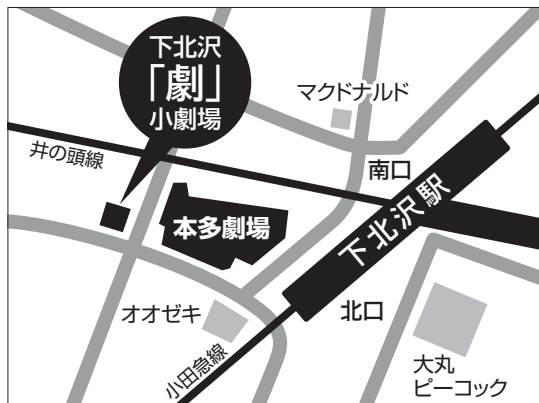 下北沢
「劇」
小劇場
マクドナルド
井の頭線
南口
本多劇場
下北沢駅
オオゼキ
北口
小田急線
大丸
ピーコック